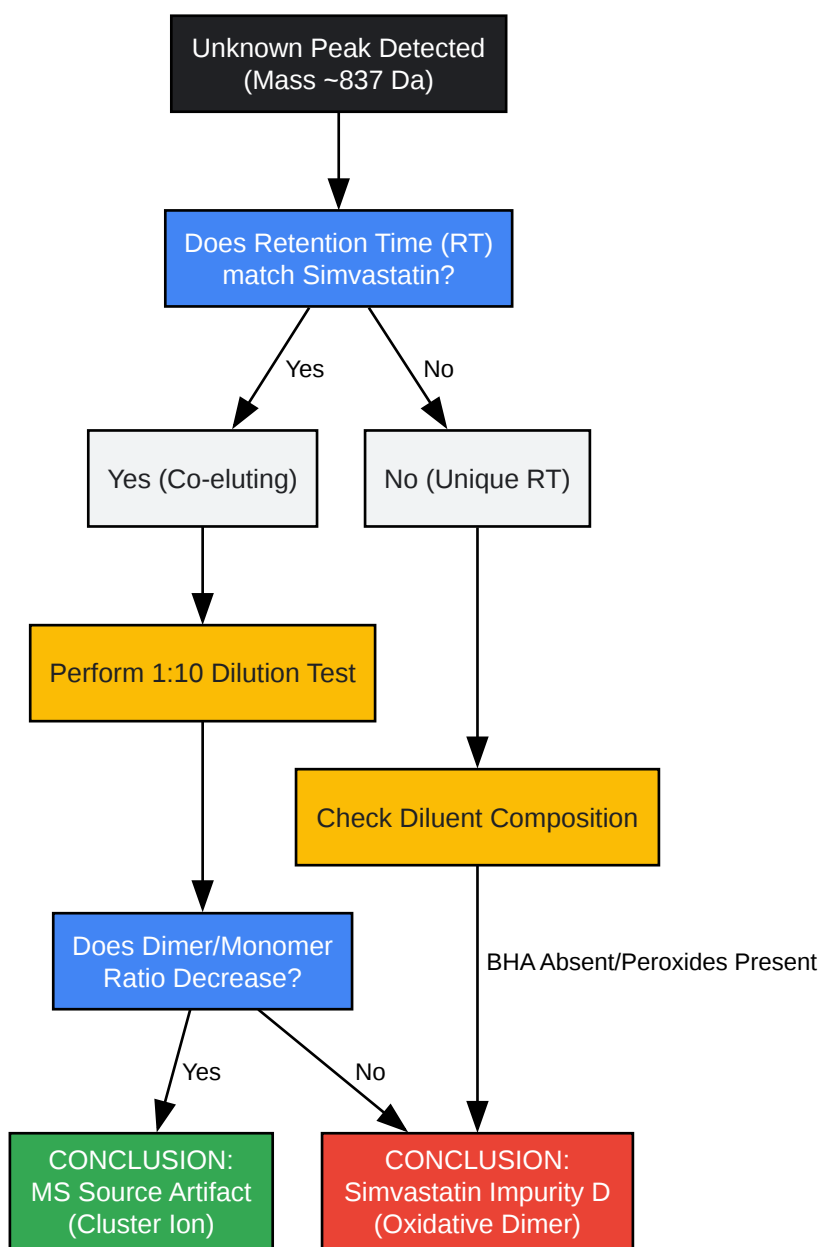 Unknown Peak Detected
(Mass ~837 Da)
Does Retention Time (RT)
match Simvastatin?
Yes
No
Yes (Co-eluting)
No (Unique RT)
Perform 1:10 Dilution Test
Check Diluent Composition
Does Dimer/Monomer
Ratio Decrease?
BHA Absent/Peroxides Present
Yes
No
CONCLUSION:
MS Source Artifact
(Cluster Ion)
CONCLUSION:
Simvastatin Impurity D
(Oxidative Dimer)